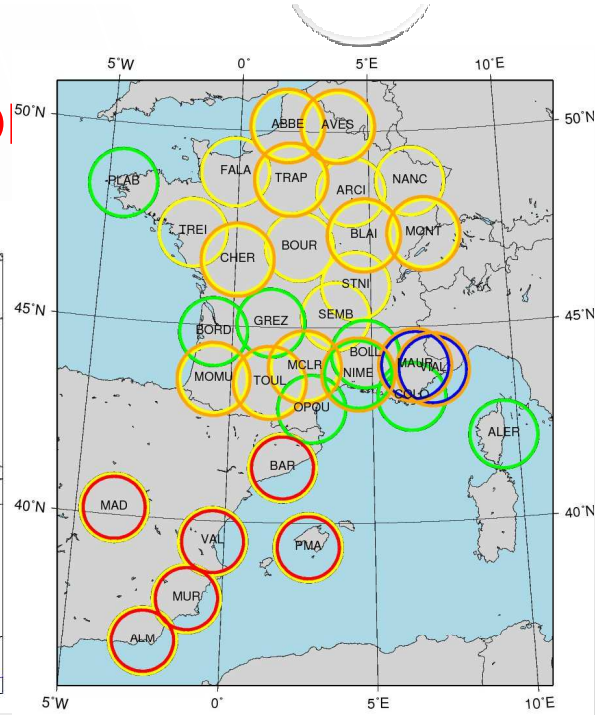 5°W 0° 5°E 10°E
50°N 50°N
ABBE AVES
FALA TRAP NANC
PLAB ARCI
TREI BLAI MONT
BOUR
CHER
STNI
45°N SEMB 45°N
BORD GREZ
BOLL
MCLR MAUR VIAL
MOMU TOUL NIME
COLO
OPOU
ALER
BAR
MAD 40°N 40°N
VAL PMA
MUR
ALM
5°W 0° 5°E 10°E